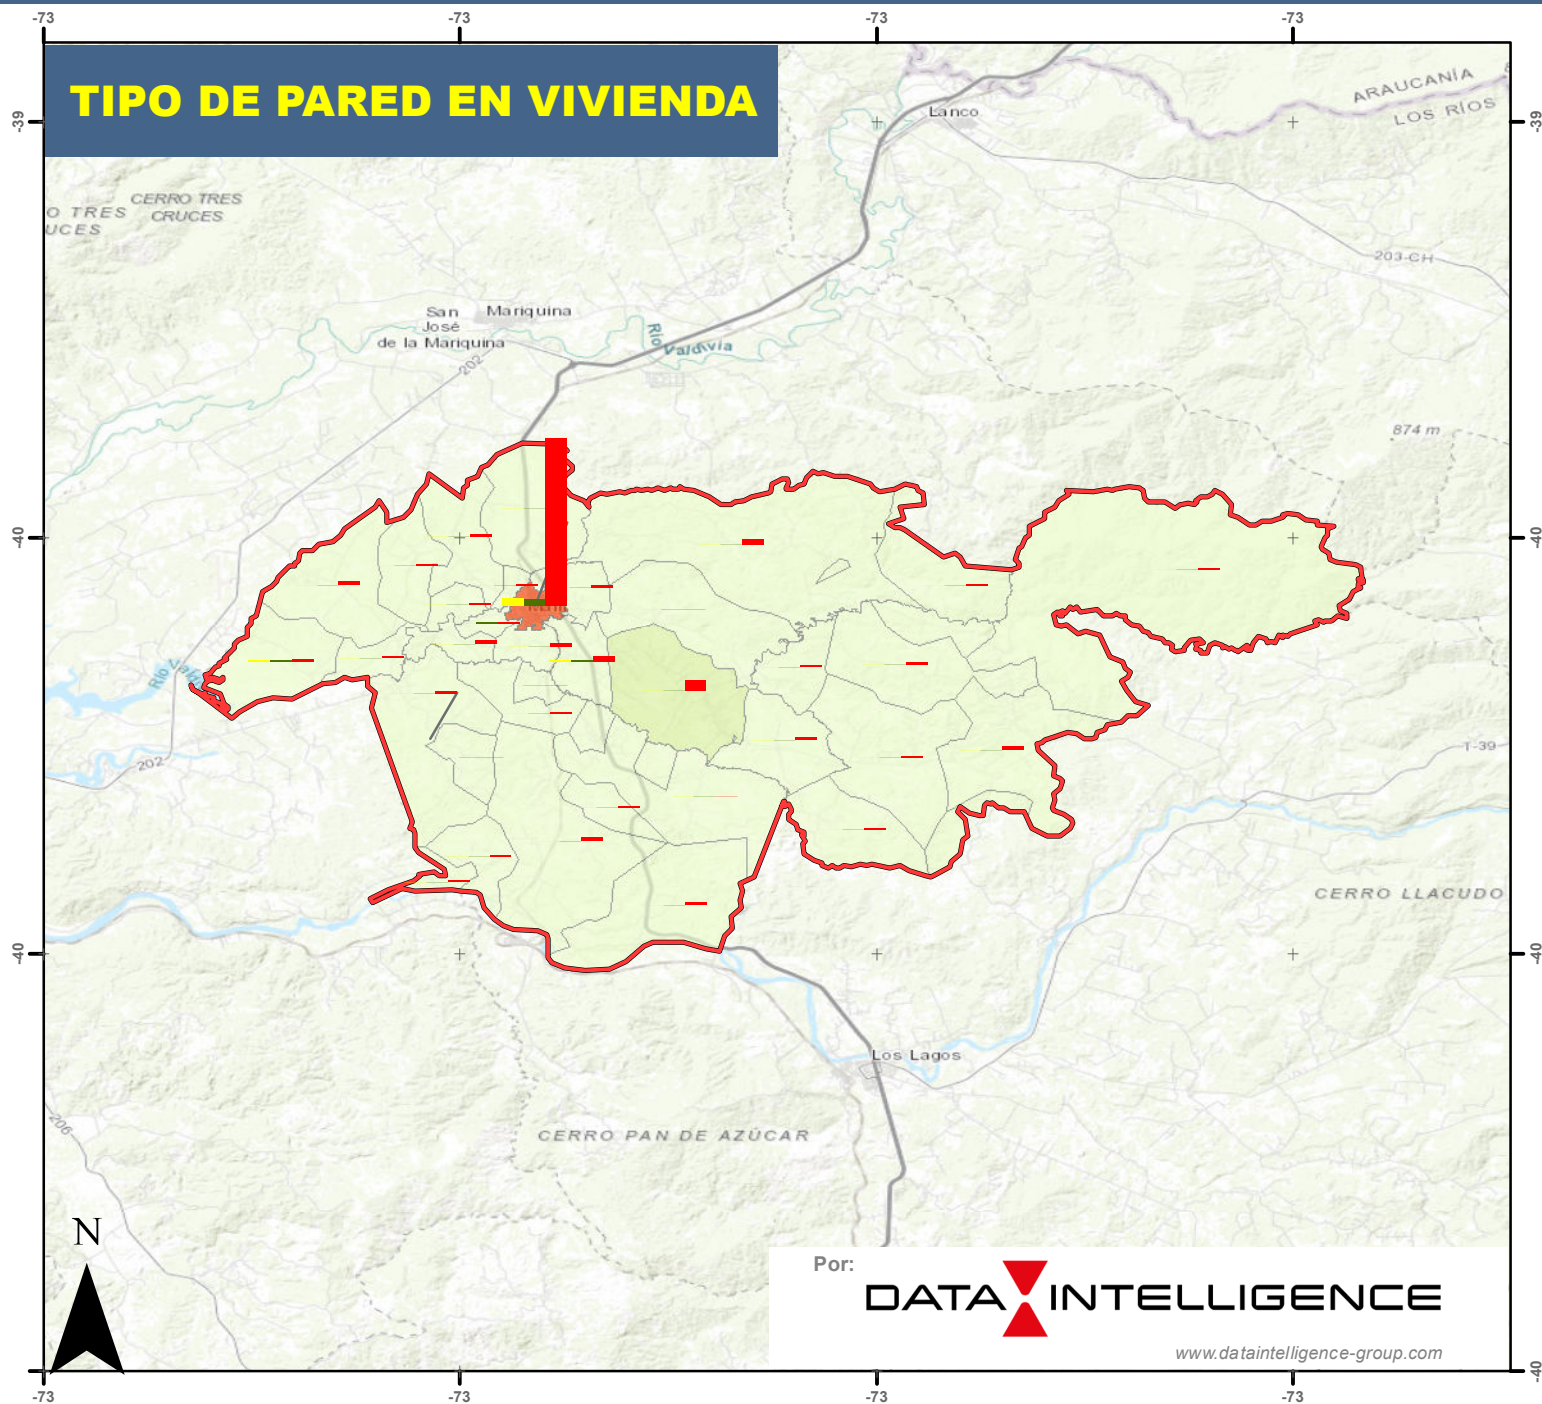 -73 -73 -73 -73
TIPO DE PARED EN VIVIENDA
ARAUCANÍA
LOS RÍOS
Lanco
-39 -39
CERRO TRES
CRUCES
O TRES
UCES
203-CH
San
José
de la Mariquina
Mariquina
Río Valdivia
202
874 m
-40 -40
Río
T-39
202
CERRO LLACUDO
-40 -40
Los Lagos
206
CERRO PAN DE AZÚCAR
N
Por:
DATA INTELLIGENCE
www.dataintelligence-group.com
-40 -40
-73 -73 -73 -73